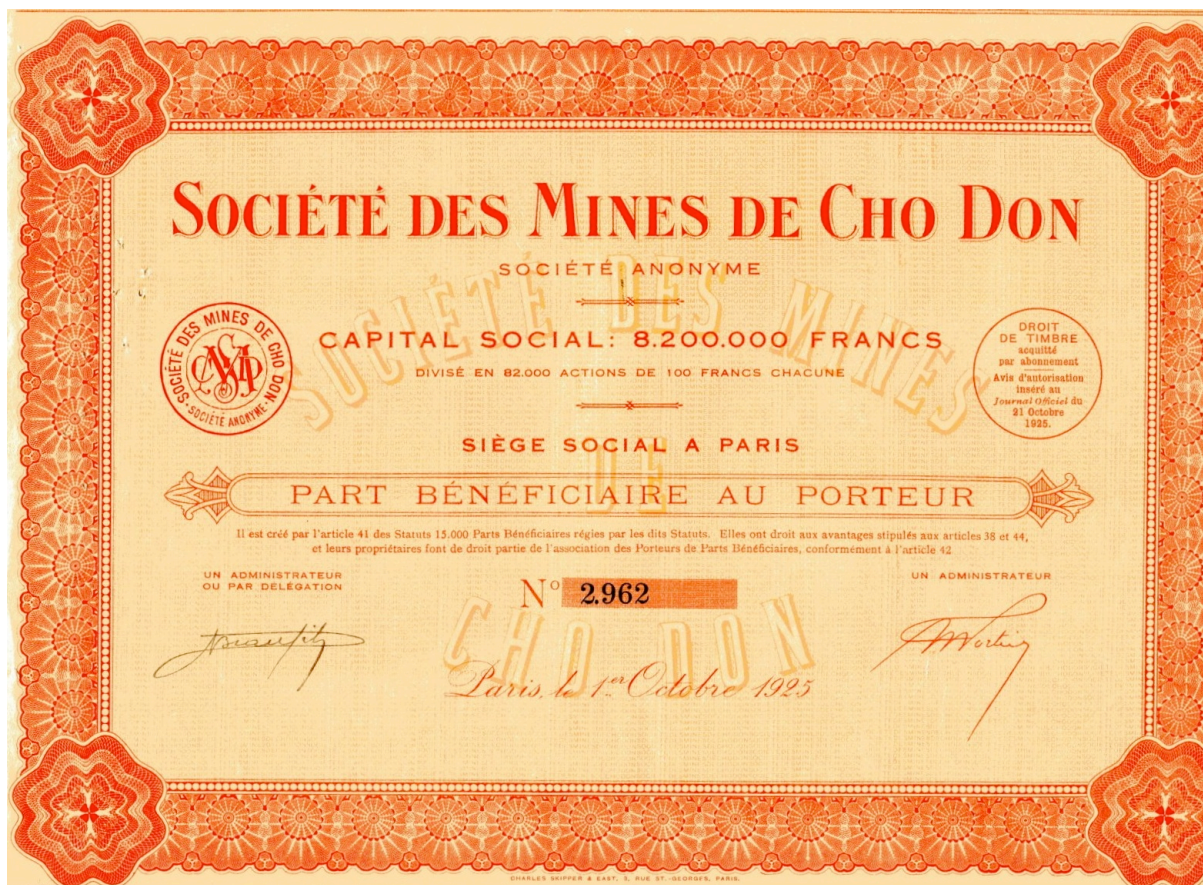 SOCIÉTÉ DES MINES DE CHO DON
SOCIÉTÉ ANONYME
CAPITAL SOCIAL: 8.200.000 FRANCS
DIVISÉ EN 82.000 ACTIONS DE 100 FRANCS CHACUNE
SOCIÉTÉ DES MINES DE CHO DON
SOCIÉTÉ ANONYME
DROIT
DE TIMBRE
acquitté
par abonnement
Avis d'autorisation
inséré au
Journal Officiel du
21 Octobre
1925.
SIÈGE SOCIAL A PARIS
PART BÉNÉFICIAIRE AU PORTEUR
Il est créé par l'article 41 des Statuts 15.000 Parts Bénéficiaires régies par les dits Statuts. Elles ont droit aux avantages stipulés aux articles 38 et 44,
et leurs propriétaires font de droit partie de l'association des Porteurs de Parts Bénéficiaires, conformément à l'article 42
UN ADMINISTRATEUR
OU PAR DÉLÉGATION
No 2.962
UN ADMINISTRATEUR
Paris, le 1er Octobre 1925
SOCIÉTÉ DES MINES
DE
CHO DON
CHARLES SKIPPER & EAST, 5, RUE ST.-GEORGES, PARIS.